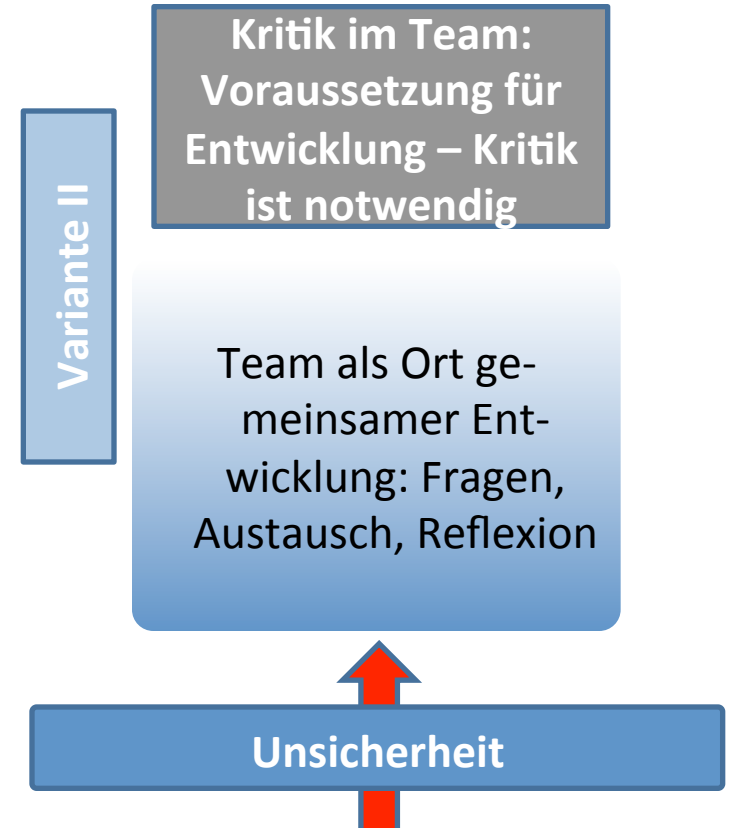 Kritik im Team:
Voraussetzung für
Entwicklung – Kritik
ist notwendig
Variante II
Team als Ort ge-
meinsamer Ent-
wicklung: Fragen,
Austausch, Reflexion
Unsicherheit